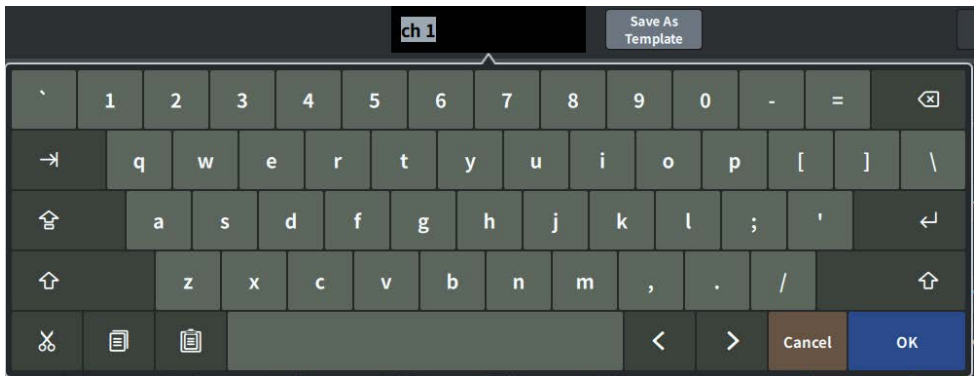 ch 1
Save As
Template
` 1 2 3 4 5 6 7 8 9 0 - =
q w e r t y u i o p [ ] \
a s d f g h j k l ; '
z x c v b n m , . /
Cancel OK